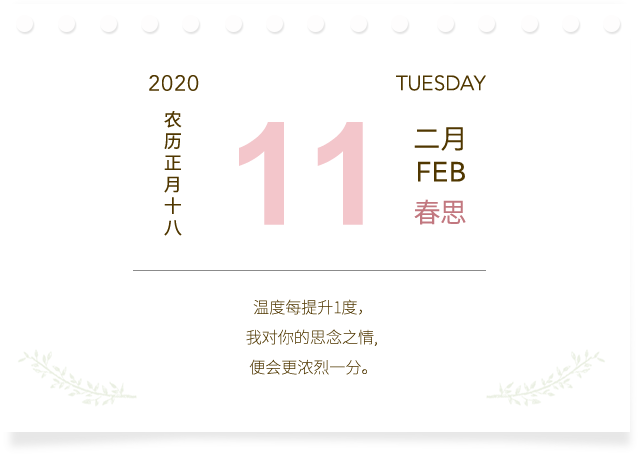 2020
TUESDAY
农历正月十八
11
二月
FEB
春思
温度每提升1度，
我对你的思念之情,
便会更浓烈一分。